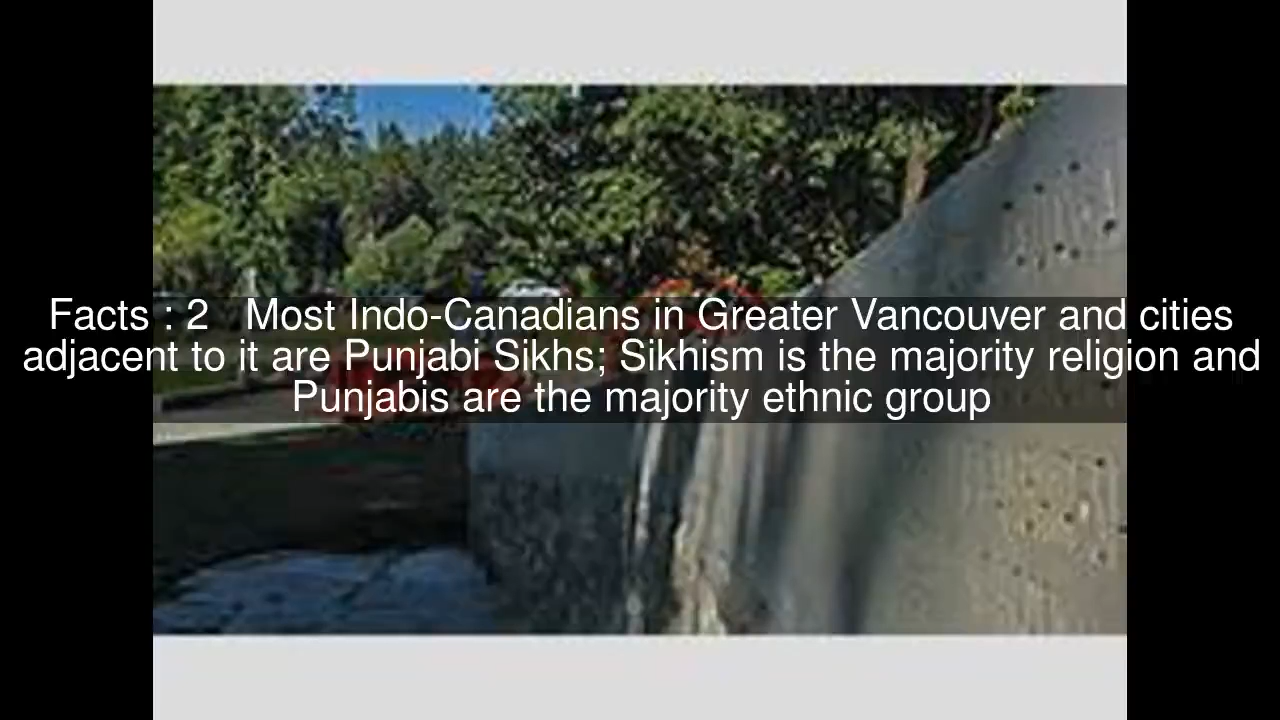 Facts : 2   Most Indo-Canadians in Greater Vancouver and cities
adjacent to it are Punjabi Sikhs; Sikhism is the majority religion and
Punjabis are the majority ethnic group